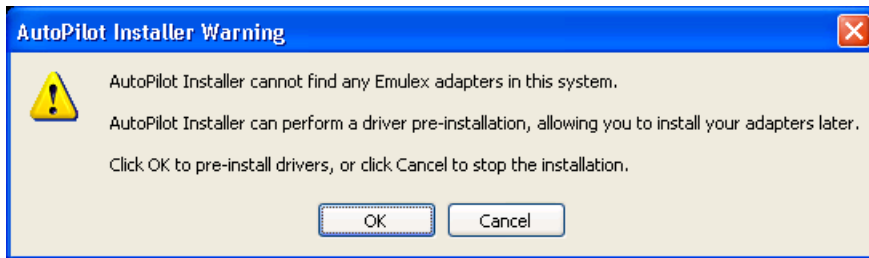 AutoPilot Installer Warning
AutoPilot Installer cannot find any Emulex adapters in this system.
AutoPilot Installer can perform a driver pre-installation, allowing you to install your adapters later.
Click OK to pre-install drivers, or click Cancel to stop the installation.
OK Cancel